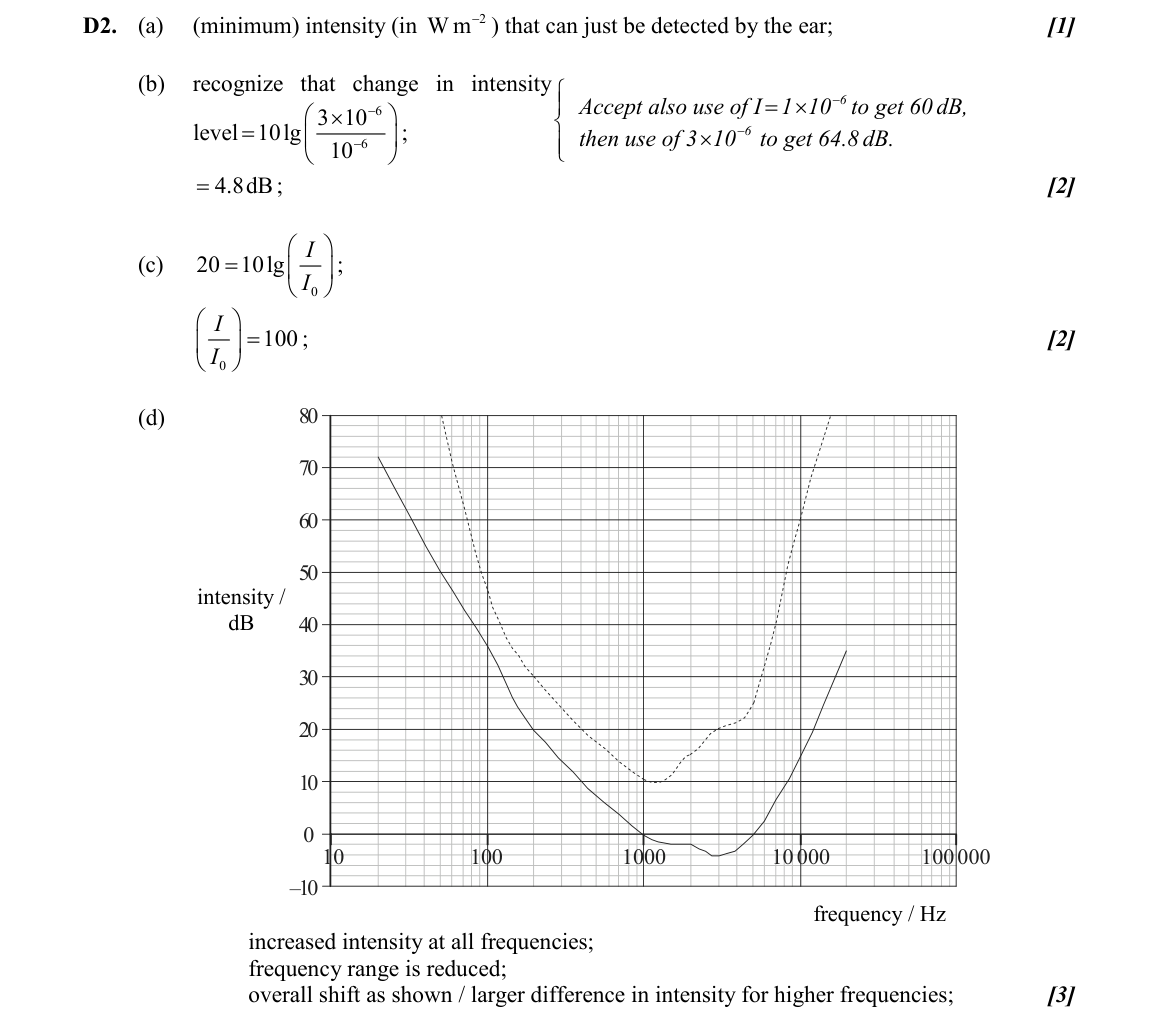 D2. (a) (minimum) intensity (in W m⁻²) that can just be detected by the ear; [1]
(b) recognize that change in intensity
level = 10 lg(3×10⁻⁶ / 10⁻⁶);
Accept also use of I = 1×10⁻⁶ to get 60 dB,
then use of 3×10⁻⁶ to get 64.8 dB.
= 4.8 dB; [2]
(c) 20 = 10 lg(I / I₀);
(I / I₀) = 100; [2]
(d)
80
70
60
50
intensity /
dB
40
30
20
10
0
10 100 1000 10 000 100 000
–10
frequency / Hz
increased intensity at all frequencies;
frequency range is reduced;
overall shift as shown / larger difference in intensity for higher frequencies; [3]